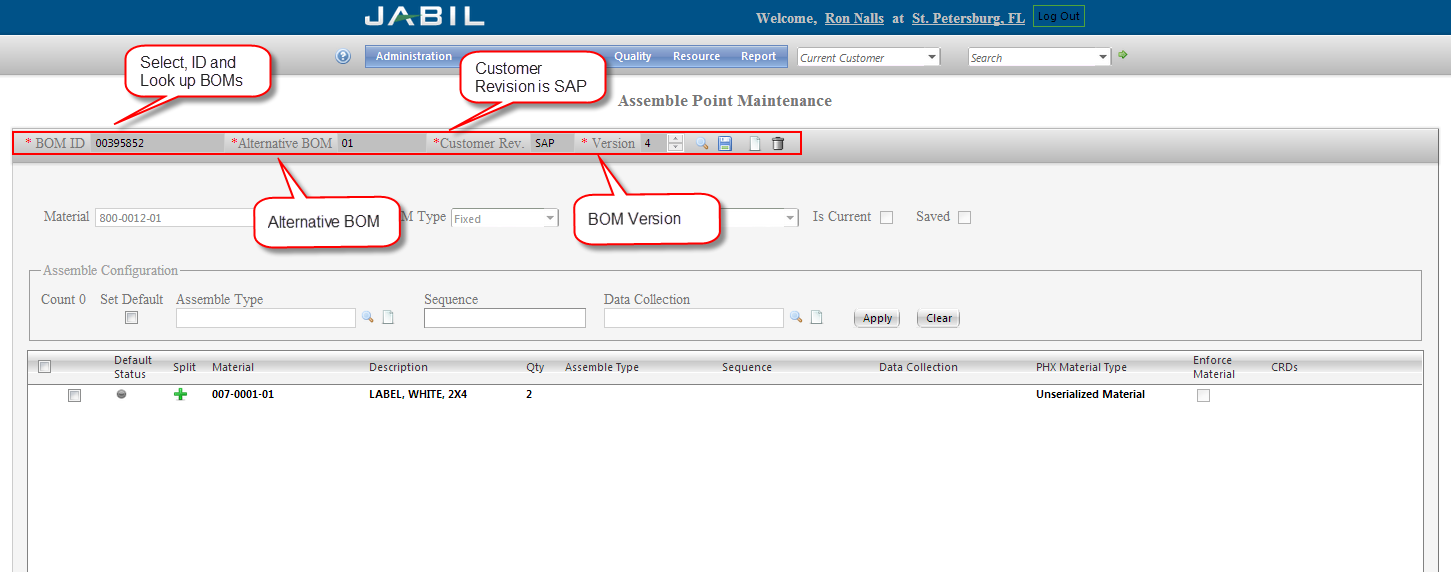 JABIL
Welcome, Ron Nalls at St. Petersburg, FL Log Out
Administration Quality Resource Report Current Customer Search
Select, ID and
Look up BOMs
Customer
Revision is SAP
Assemble Point Maintenance
* BOM ID 00395852 *Alternative BOM 01 *Customer Rev. SAP * Version 4
Alternative BOM
BOM Version
Material 800-0012-01 M Type Fixed Is Current Saved
Assemble Configuration
Count 0 Set Default Assemble Type Sequence Data Collection
Apply Clear
Default
Status
Split Material Description Qty Assemble Type Sequence Data Collection PHX Material Type
Enforce
Material
CRDs
007-0001-01 LABEL, WHITE, 2X4 2 Unserialized Material